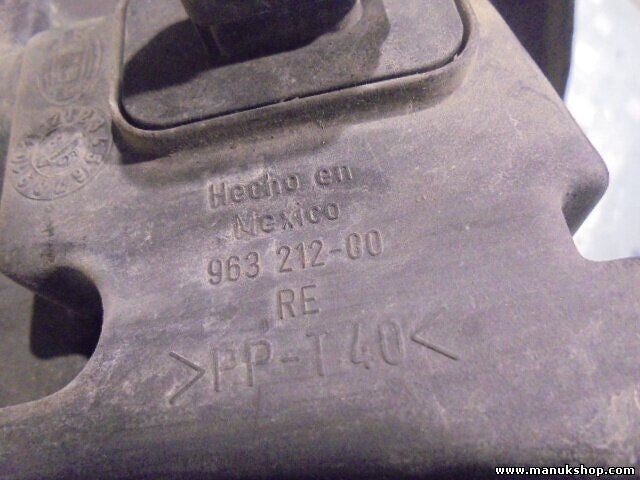 Hecho en
Mexico
963 212-00
RE
>PP-T40<
www.manukshop.com